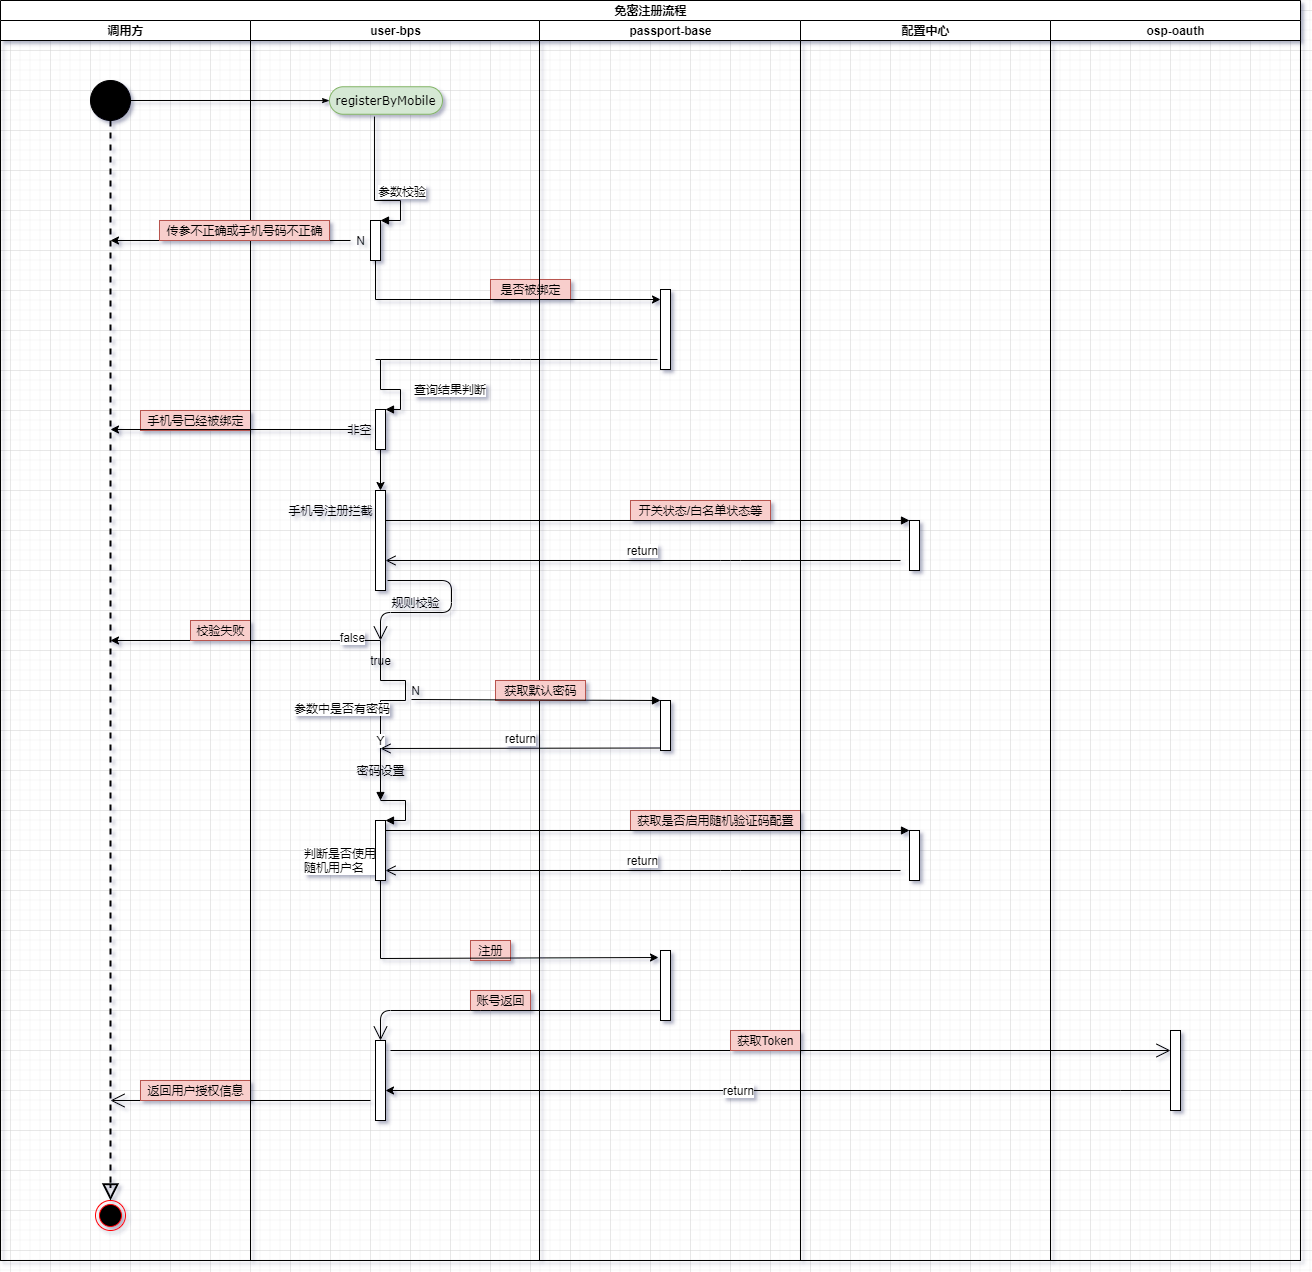 免密注册流程
调用方
user-bps
passport-base
配置中心
osp-oauth
registerByMobile
参数校验
传参不正确或手机号码不正确
N
是否被绑定
查询结果判断
手机号已经被绑定
非空
手机号注册拦截
开关状态/白名单状态等
return
规则校验
校验失败
false
true
N
获取默认密码
参数中是否有密码
Y
return
密码设置
获取是否启用随机验证码配置
判断是否使用
随机用户名
return
注册
账号返回
获取Token
返回用户授权信息
return